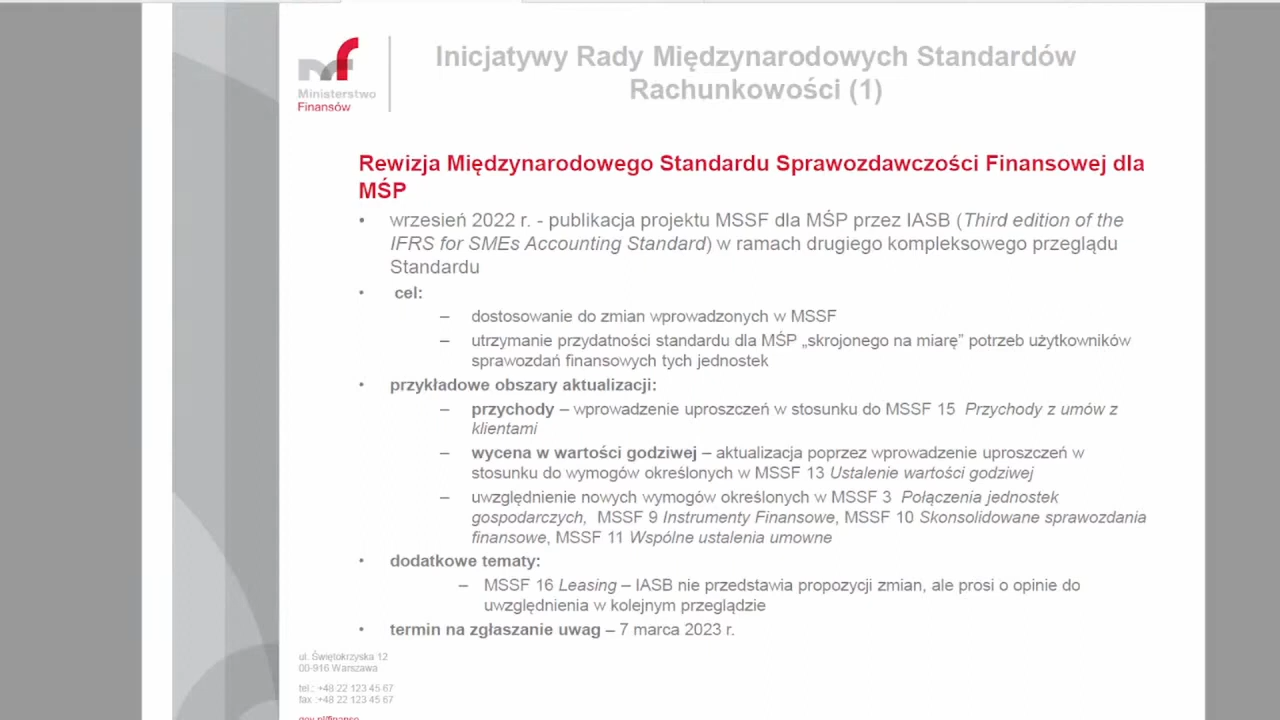 Inicjatywy Rady Międzynarodowych Standardów
Rachunkowości (1)
Ministerstwo
Finansów
Rewizja Międzynarodowego Standardu Sprawozdawczości Finansowej dla
MŚP
• wrzesień 2022 r. - publikacja projektu MSSF dla MŚP przez IASB (Third edition of the
IFRS for SMEs Accounting Standard) w ramach drugiego kompleksowego przeglądu
Standardu
• cel:
– dostosowanie do zmian wprowadzonych w MSSF
– utrzymanie przydatności standardu dla MŚP „skrojonego na miarę” potrzeb użytkowników
sprawozdań finansowych tych jednostek
• przykładowe obszary aktualizacji:
– przychody – wprowadzenie uproszczeń w stosunku do MSSF 15 Przychody z umów z
klientami
– wycena w wartości godziwej – aktualizacja poprzez wprowadzenie uproszczeń w
stosunku do wymogów określonych w MSSF 13 Ustalenie wartości godziwej
– uwzględnienie nowych wymogów określonych w MSSF 3 Połączenia jednostek
gospodarczych, MSSF 9 Instrumenty Finansowe, MSSF 10 Skonsolidowane sprawozdania
finansowe, MSSF 11 Wspólne ustalenia umowne
• dodatkowe tematy:
– MSSF 16 Leasing – IASB nie przedstawia propozycji zmian, ale prosi o opinie do
uwzględnienia w kolejnym przeglądzie
• termin na zgłaszanie uwag – 7 marca 2023 r.
ul. Świętokrzyska 12
00-916 Warszawa
tel.: +48 22 123 45 67
fax :+48 22 123 45 67
gov.pl/finanse